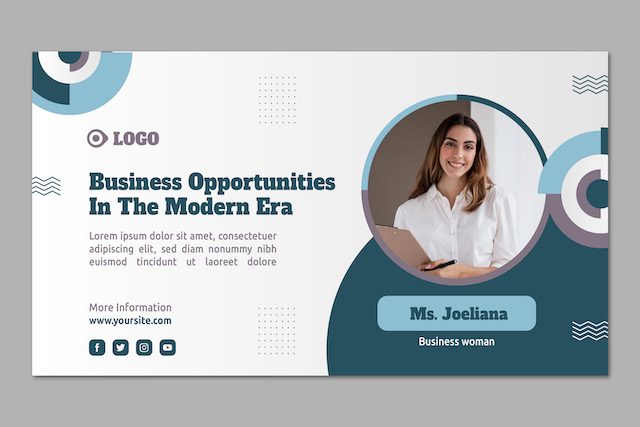 LOGO
Business Opportunities
In The Modern Era
Lorem ipsum dolor sit amet, consectetuer
adipiscing elit, sed diam nonummy nibh
euismod tincidunt ut laoreet dolore
More Information
www.yoursite.com
Ms. Joeliana
Business woman